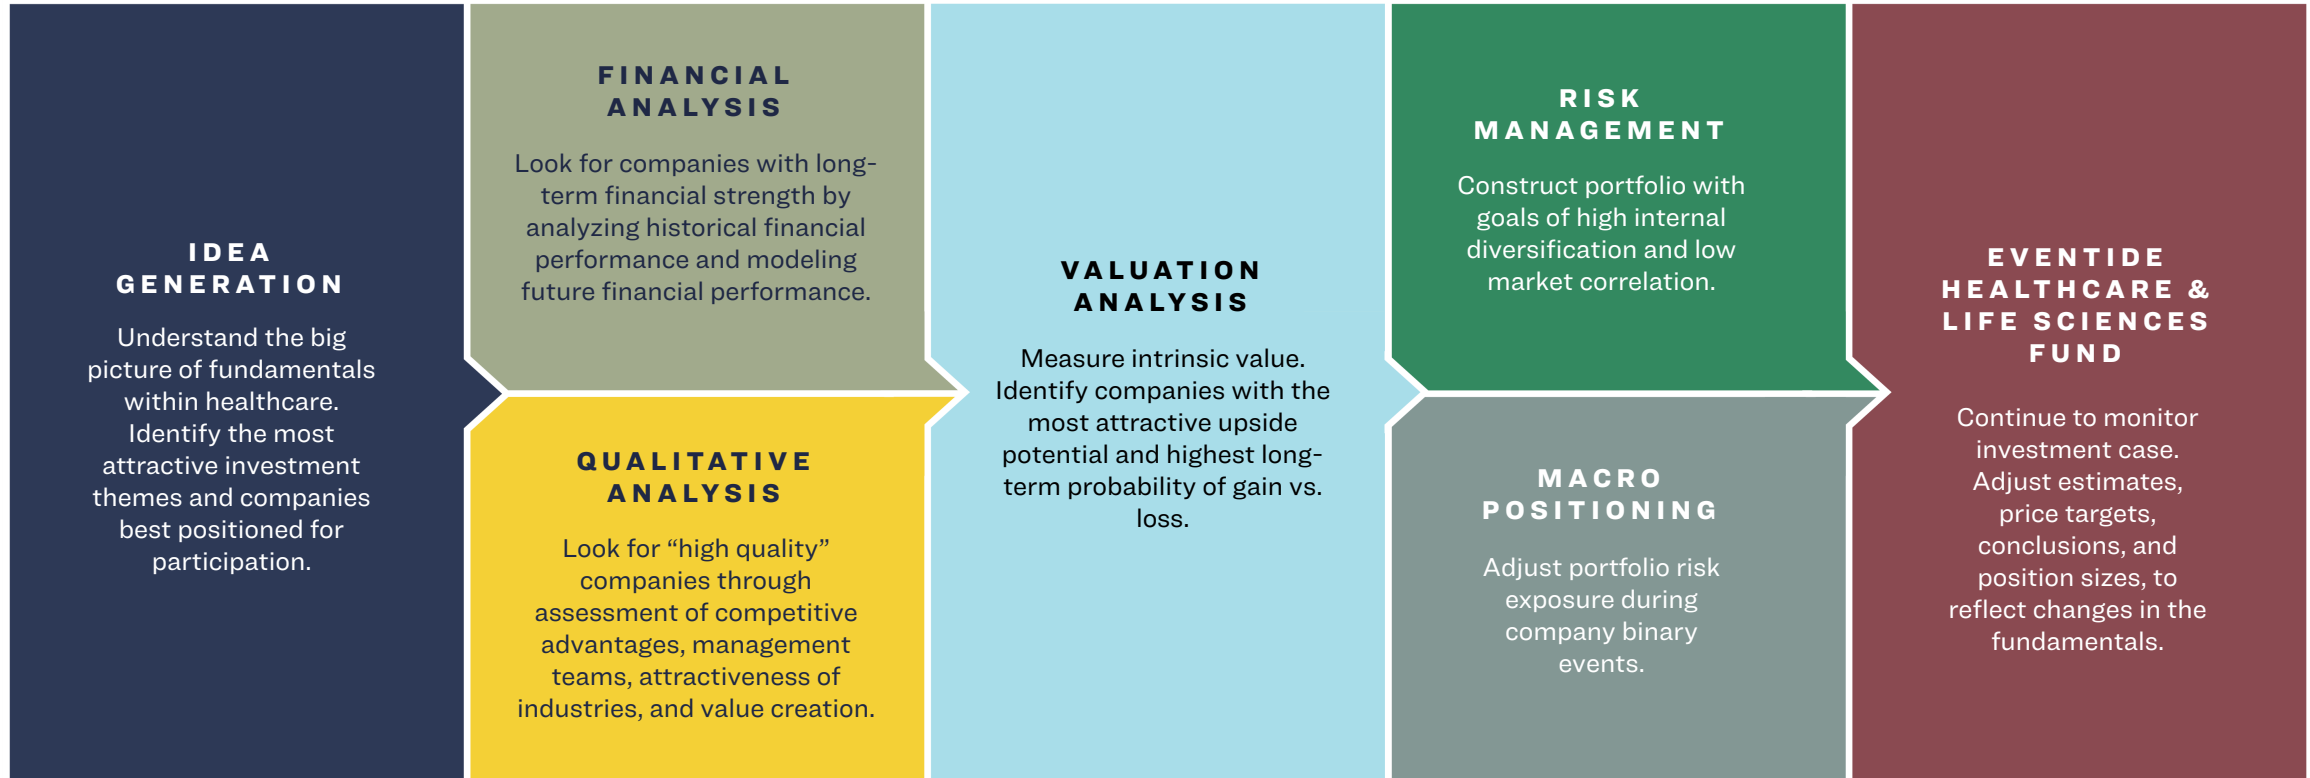 IDEA
GENERATION
Understand the big
picture of fundamentals
within healthcare.
Identify the most
attractive investment
themes and companies
best positioned for
participation.
FINANCIAL
ANALYSIS
Look for companies with long-
term financial strength by
analyzing historical financial
performance and modeling
future financial performance.
QUALITATIVE
ANALYSIS
Look for “high quality”
companies through
assessment of competitive
advantages, management
teams, attractiveness of
industries, and value creation.
VALUATION
ANALYSIS
Measure intrinsic value.
Identify companies with the
most attractive upside
potential and highest long-
term probability of gain vs.
loss.
RISK
MANAGEMENT
Construct portfolio with
goals of high internal
diversification and low
market correlation.
MACRO
POSITIONING
Adjust portfolio risk
exposure during
company binary
events.
EVENTIDE
HEALTHCARE &
LIFE SCIENCES
FUND
Continue to monitor
investment case.
Adjust estimates,
price targets,
conclusions, and
position sizes, to
reflect changes in the
fundamentals.